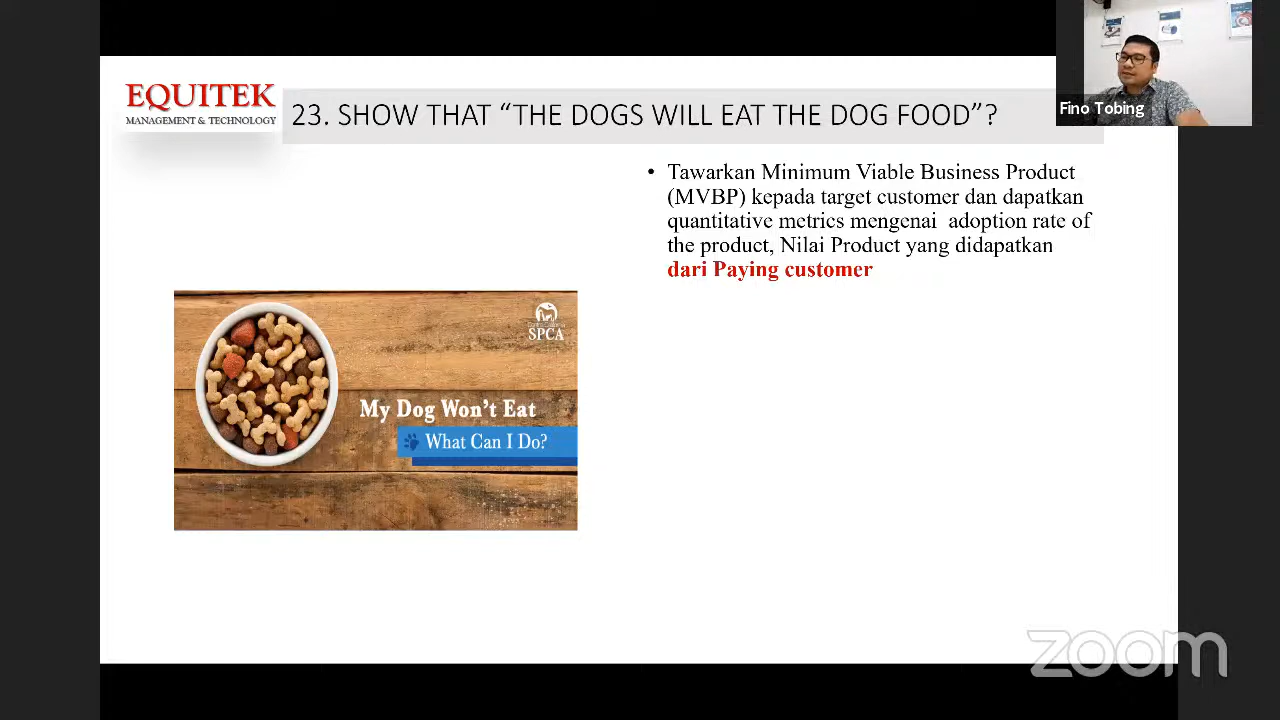 EQUITEK
MANAGEMENT & TECHNOLOGY
23. SHOW THAT “THE DOGS WILL EAT THE DOG FOOD”?
Fino Tobing
• Tawarkan Minimum Viable Business Product
(MVBP) kepada target customer dan dapatkan
quantitative metrics mengenai adoption rate of
the product, Nilai Product yang didapatkan
dari Paying customer
SPCA
My Dog Won't Eat
What Can I Do?
zoom